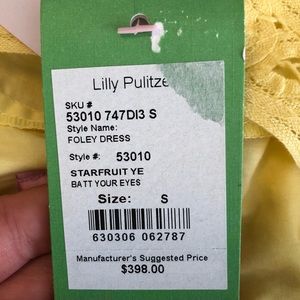 Lilly Pulitze
SKU #
53010 747DI3 S
Style Name:
FOLEY DRESS
Style #: 53010
STARFRUIT YE
BATT YOUR EYES
Size: S
630306 062787
Manufacturer's Suggested Price
$398.00